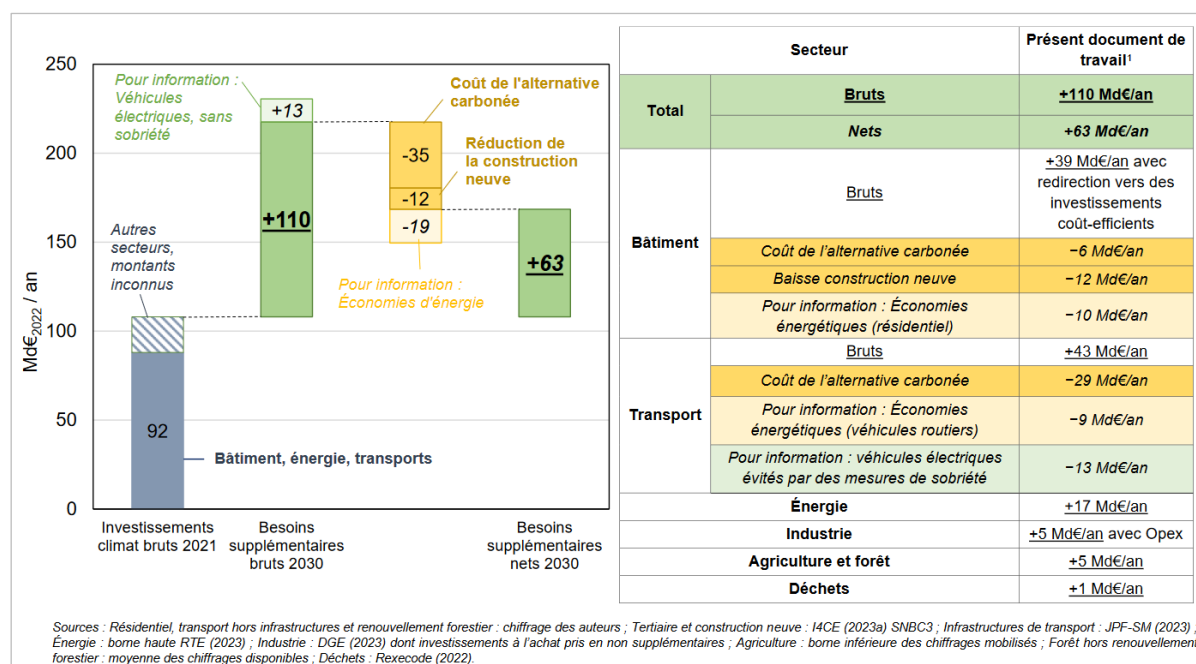 250
200
150
100
50
0
Md€2022 / an
Pour information :
Véhicules
électriques, sans
sobriété
+13
+110
Autres
secteurs,
montants
inconnus
92
Bâtiment, énergie, transports
Coût de l'alternative
carbonée
-35
Réduction de
la construction
neuve
-12
-19
Pour information :
Économies d'énergie
+63
Investissements
climat bruts 2021
Besoins
supplémentaires
bruts 2030
Besoins
supplémentaires
nets 2030
Secteur
Présent document de
travail¹
Total
Bruts
+110 Md€/an
Nets
+63 Md€/an
Bâtiment
Bruts
+39 Md€/an avec
redirection vers des
investissements
coût-efficients
Coût de l’alternative carbonée
−6 Md€/an
Baisse construction neuve
−12 Md€/an
Pour information : Économies
énergétiques (résidentiel)
−10 Md€/an
Transport
Bruts
+43 Md€/an
Coût de l’alternative carbonée
−29 Md€/an
Pour information : Économies
énergétiques (véhicules routiers)
−9 Md€/an
Pour information : véhicules électriques
évités par des mesures de sobriété
−13 Md€/an
Énergie
+17 Md€/an
Industrie
+5 Md€/an avec Opex
Agriculture et forêt
+5 Md€/an
Déchets
+1 Md€/an
Sources : Résidentiel, transport hors infrastructures et renouvellement forestier : chiffrage des auteurs ; Tertiaire et construction neuve : I4CE (2023a) SNBC3 ; Infrastructures de transport : JPF-SM (2023) ;
Énergie : borne haute RTE (2023) ; Industrie : DGE (2023) dont investissements à l’achat pris en non supplémentaires ; Agriculture : borne inférieure des chiffrages mobilisés ; Forêt hors renouvellement
forestier : moyenne des chiffrages disponibles ; Déchets : Rexecode (2022).